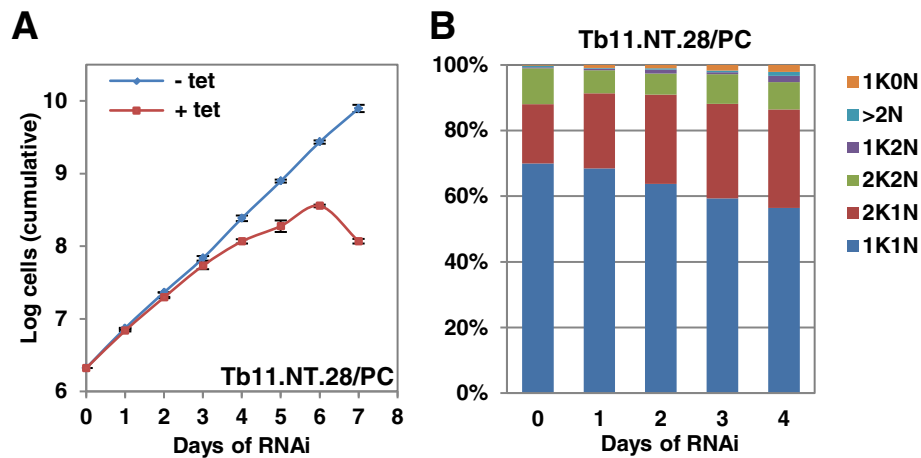 A
- tet
+ tet
Log cells (cumulative)
10
9
8
7
6
Tb11.NT.28/PC
0 1 2 3 4 5 6 7 8
Days of RNAi
B
Tb11.NT.28/PC
100%
80%
60%
40%
20%
0%
0 1 2 3 4
Days of RNAi
1K0N
>2N
1K2N
2K2N
2K1N
1K1N